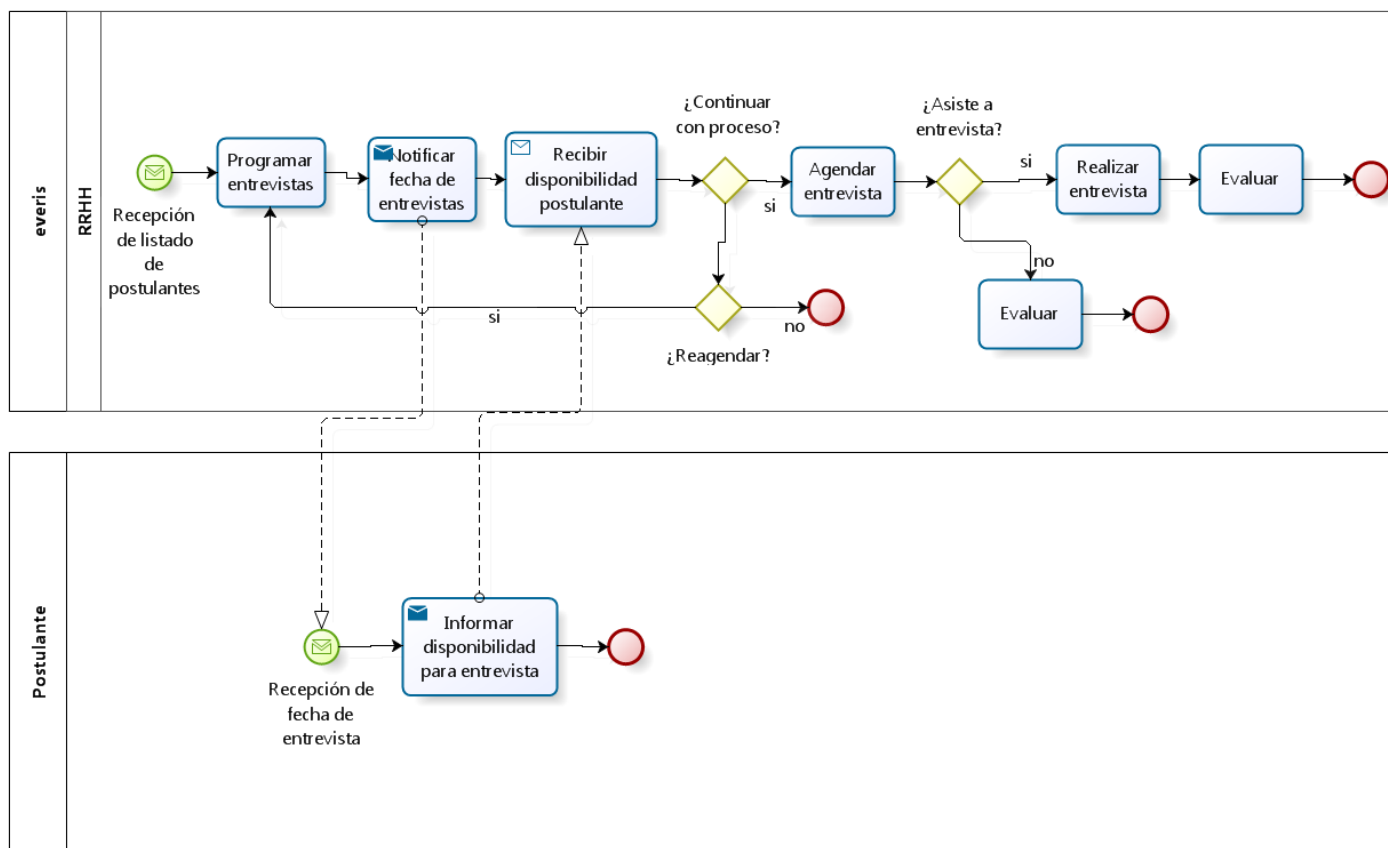 everis
RRHH
Recepción
de listado
de
postulantes
Programar
entrevistas
Notificar
fecha de
entrevistas
Recibir
disponibilidad
postulante
¿Continuar
con proceso?
si
Agendar
entrevista
¿Asiste a
entrevista?
si
Realizar
entrevista
Evaluar
no
Evaluar
si
¿Reagendar?
no
Postulante
Recepción de
fecha de
entrevista
Informar
disponibilidad
para entrevista